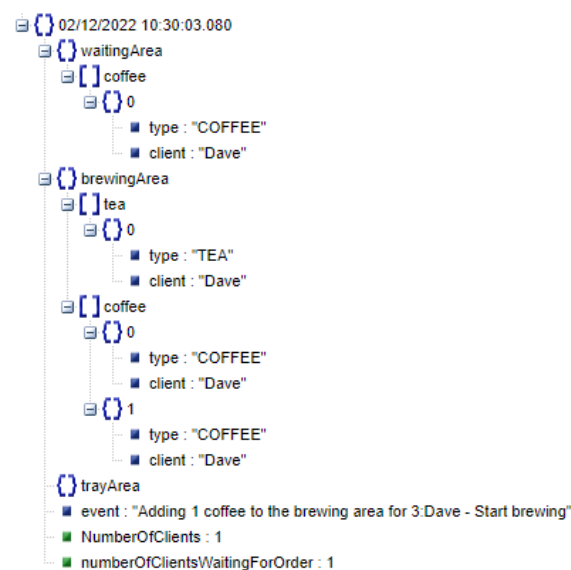 {} 02/12/2022 10:30:03.080
{} waitingArea
[] coffee
{} 0
type : "COFFEE"
client : "Dave"
{} brewingArea
[] tea
{} 0
type : "TEA"
client : "Dave"
[] coffee
{} 0
type : "COFFEE"
client : "Dave"
{} 1
type : "COFFEE"
client : "Dave"
{} trayArea
event : "Adding 1 coffee to the brewing area for 3:Dave - Start brewing"
NumberOfClients : 1
numberOfClientsWaitingForOrder : 1